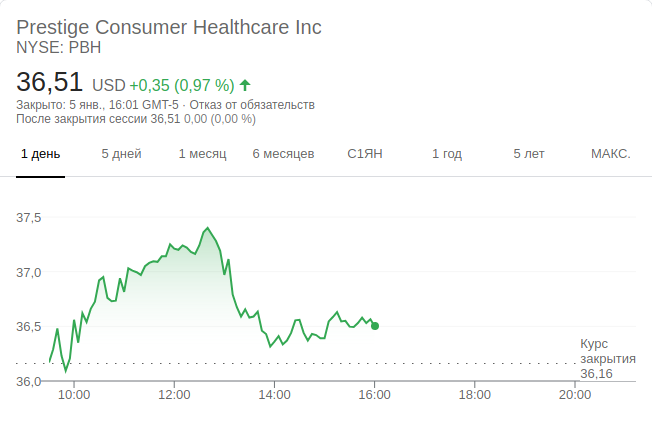 Prestige Consumer Healthcare Inc
NYSE: PBH
36,51 USD +0,35 (0,97 %)
Закрыто: 5 янв., 16:01 GMT-5 · Отказ от обязательств
После закрытия сессии 36,51 0,00 (0,00 %)
1 день 5 дней 1 месяц 6 месяцев С1ЯН 1 год 5 лет МАКС.
37,5
37,0
36,5
Курс
закрытия
36,16
36,0
10:00 12:00 14:00 16:00 20:00